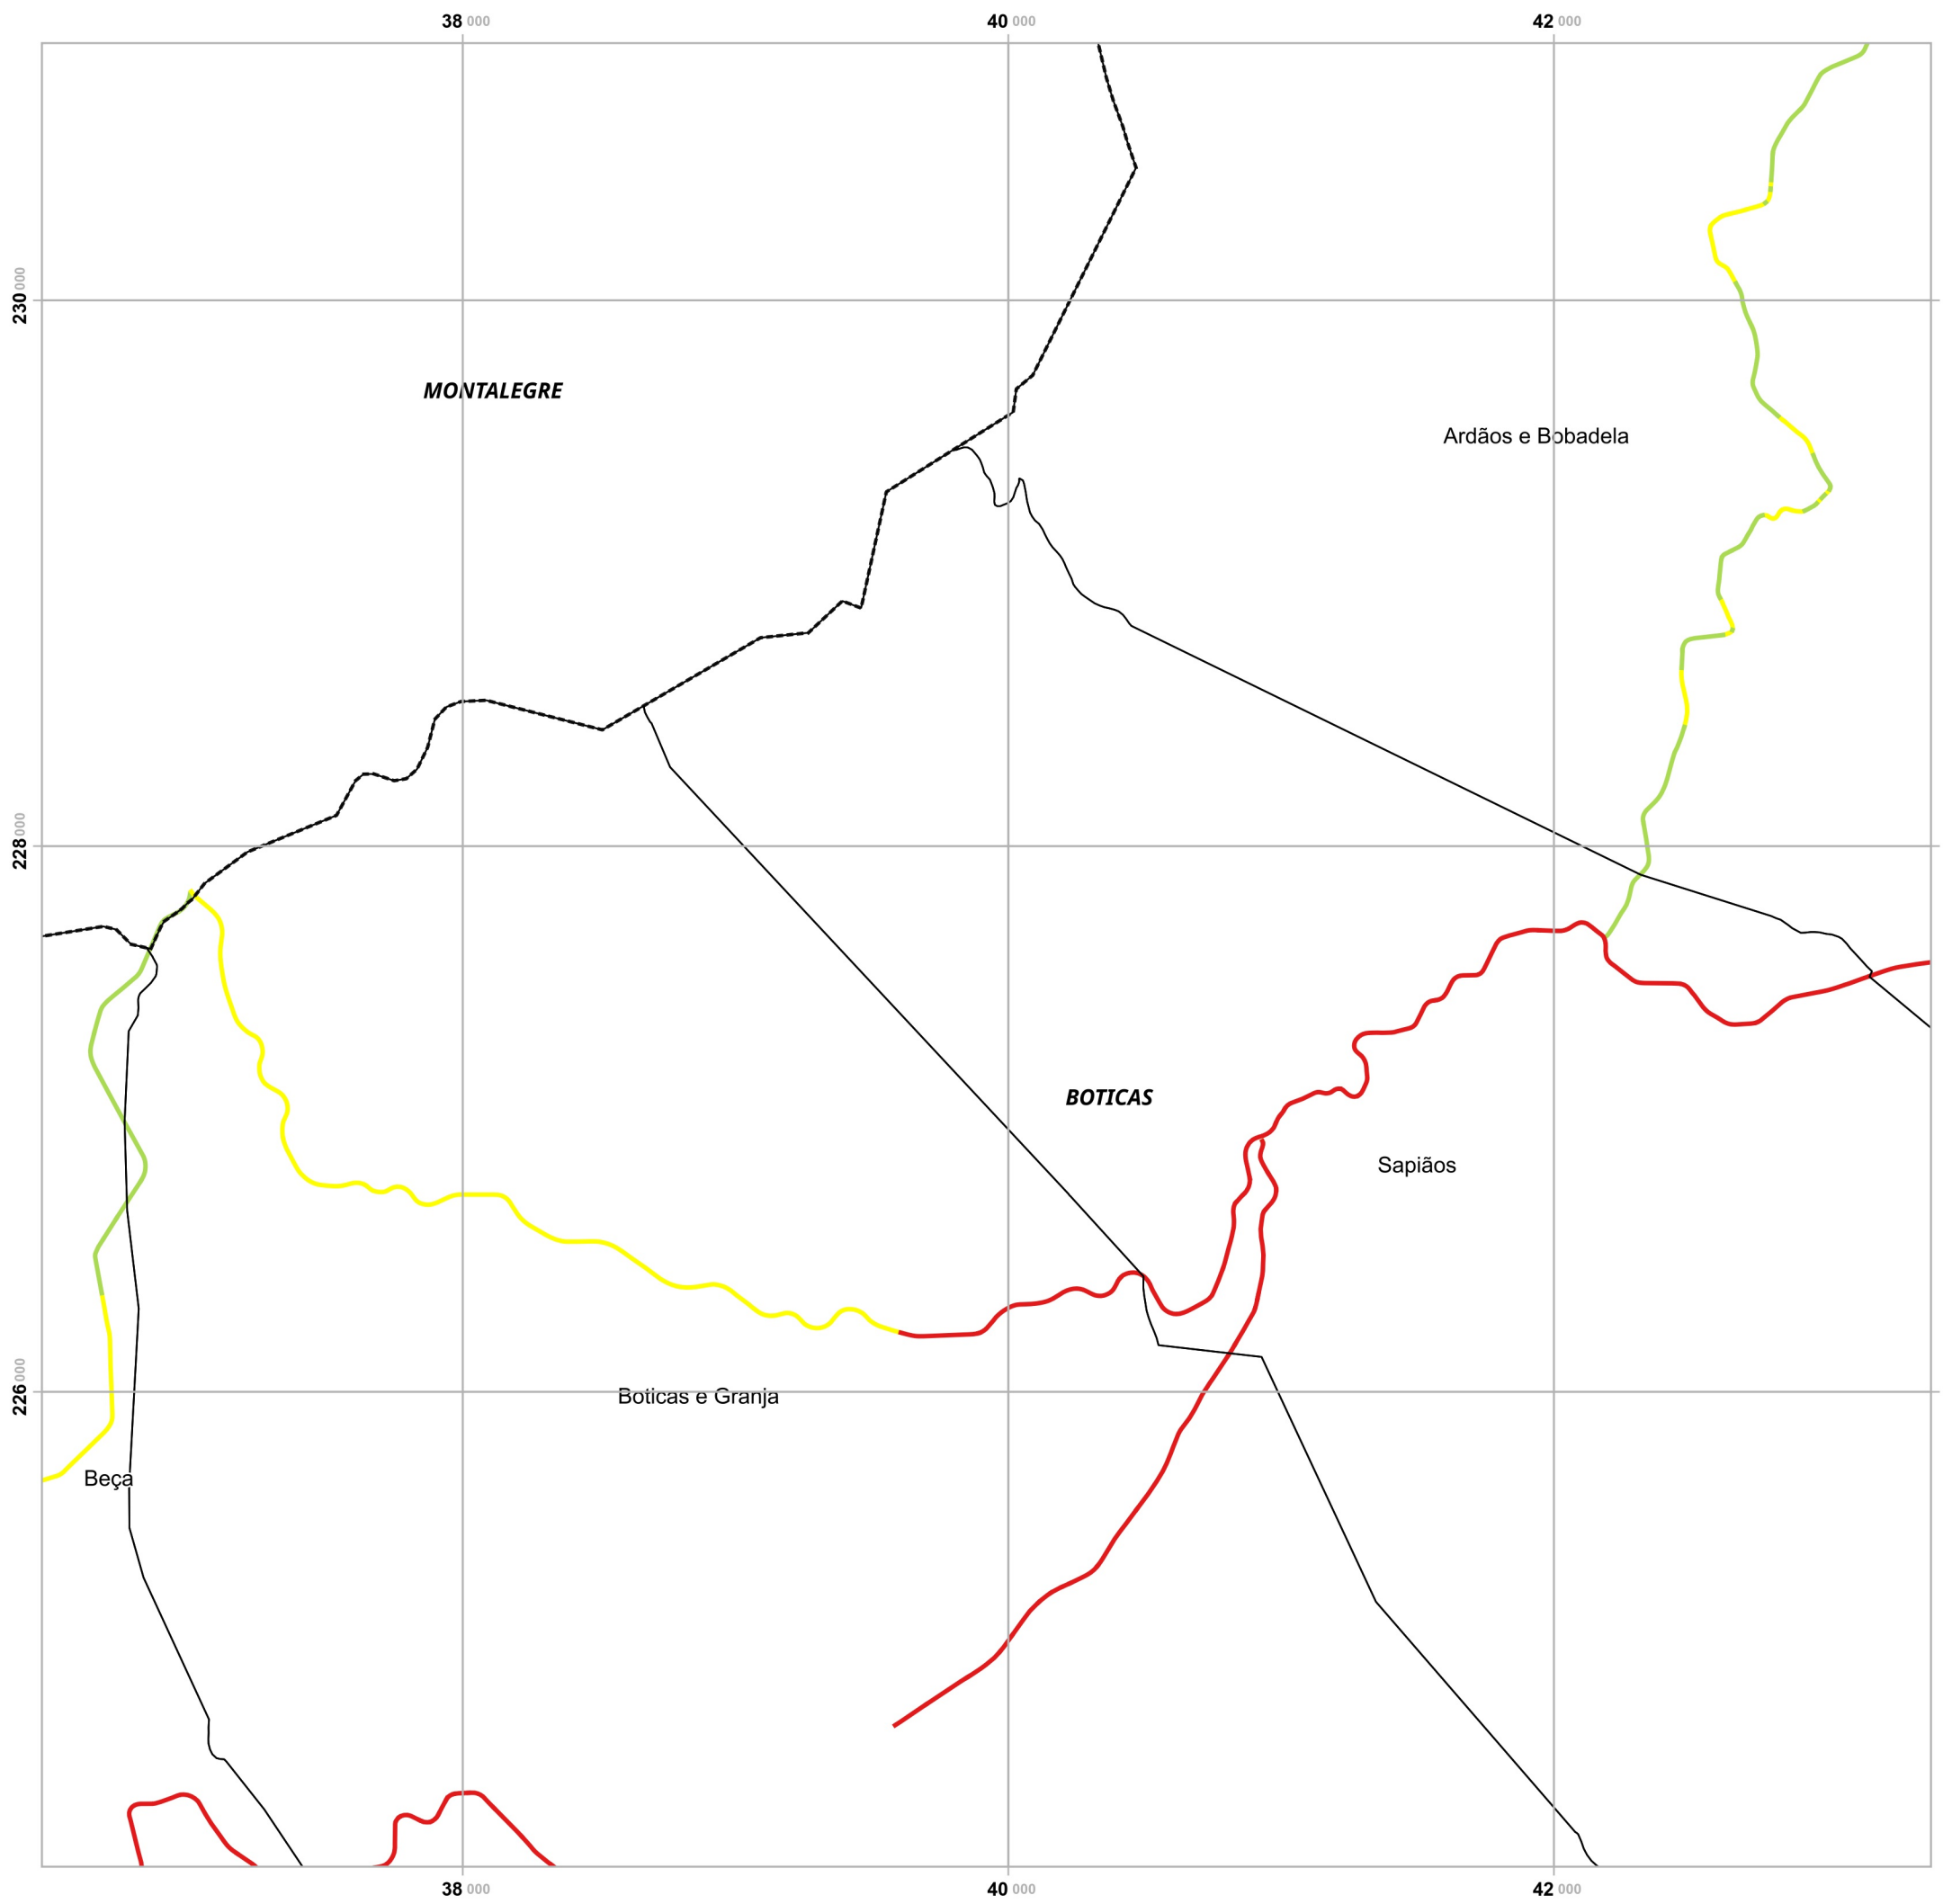 38 000 40 000 42 000
230 000
MONTALEGRE
Ardãos e Bobadela
228 000
BOTICAS
Sapiãos
226 000
Boticas e Granja
Beça
38 000 40 000 42 000